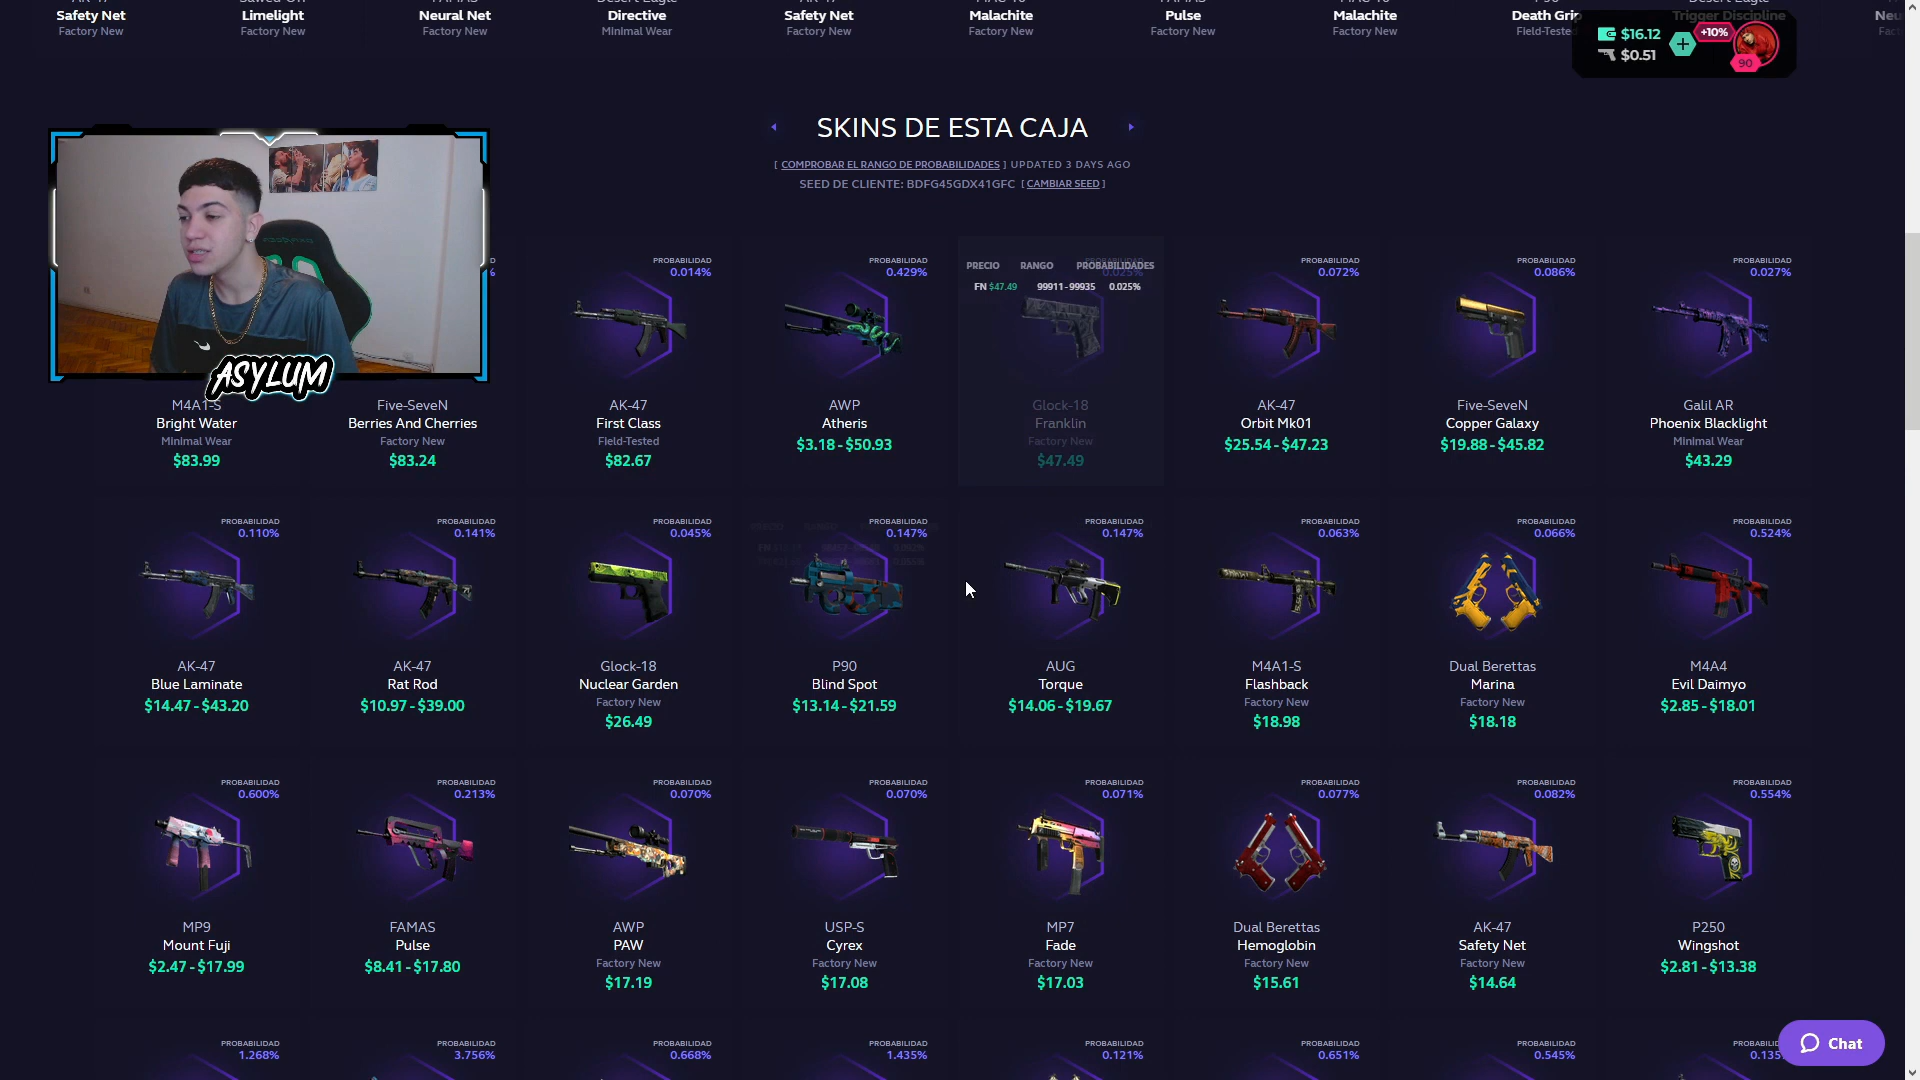 Safety Net
Factory New
Limelight
Factory New
Neural Net
Factory New
Directive
Minimal Wear
Safety Net
Factory New
Malachite
Factory New
Pulse
Factory New
Malachite
Factory New
Death Grip
Field-Tested
Trigger Discipline
$16.12
$0.51
+10%
90
SKINS DE ESTA CAJA
[ COMPROBAR EL RANGO DE PROBABILIDADES ] UPDATED 3 DAYS AGO
SEED DE CLIENTE: BDFG45GDX41GFC [ CAMBIAR SEED ]
ASYLUM
M4A1-S
Bright Water
Minimal Wear
$83.99
Five-SeveN
Berries And Cherries
Factory New
$83.24
PROBABILIDAD
0.014%
AK-47
First Class
Field-Tested
$82.67
PROBABILIDAD
0.429%
AWP
Atheris
$3.18 - $50.93
PRECIO RANGO PROBABILIDADES
FN $47.49 99911 - 99935 0.025%
Glock-18
Franklin
Factory New
$47.49
PROBABILIDAD
0.072%
AK-47
Orbit Mk01
$25.54 - $47.23
PROBABILIDAD
0.086%
Five-SeveN
Copper Galaxy
$19.88 - $45.82
PROBABILIDAD
0.027%
Galil AR
Phoenix Blacklight
Minimal Wear
$43.29
PROBABILIDAD
0.110%
AK-47
Blue Laminate
$14.47 - $43.20
PROBABILIDAD
0.141%
AK-47
Rat Rod
$10.97 - $39.00
PROBABILIDAD
0.045%
Glock-18
Nuclear Garden
Factory New
$26.49
PROBABILIDAD
0.147%
P90
Blind Spot
$13.14 - $21.59
PROBABILIDAD
0.147%
AUG
Torque
$14.06 - $19.67
PROBABILIDAD
0.063%
M4A1-S
Flashback
Factory New
$18.98
PROBABILIDAD
0.066%
Dual Berettas
Marina
Factory New
$18.18
PROBABILIDAD
0.524%
M4A4
Evil Daimyo
$2.85 - $18.01
PROBABILIDAD
0.600%
MP9
Mount Fuji
$2.47 - $17.99
PROBABILIDAD
0.213%
FAMAS
Pulse
$8.41 - $17.80
PROBABILIDAD
0.070%
AWP
PAW
Factory New
$17.19
PROBABILIDAD
0.070%
USP-S
Cyrex
Factory New
$17.08
PROBABILIDAD
0.071%
MP7
Fade
Factory New
$17.03
PROBABILIDAD
0.077%
Dual Berettas
Hemoglobin
Factory New
$15.61
PROBABILIDAD
0.082%
AK-47
Safety Net
Factory New
$14.64
PROBABILIDAD
0.554%
P250
Wingshot
$2.81 - $13.38
PROBABILIDAD
1.268%
PROBABILIDAD
3.756%
PROBABILIDAD
0.668%
PROBABILIDAD
1.435%
PROBABILIDAD
0.121%
PROBABILIDAD
0.651%
PROBABILIDAD
0.545%
PROBABILIDAD
Chat